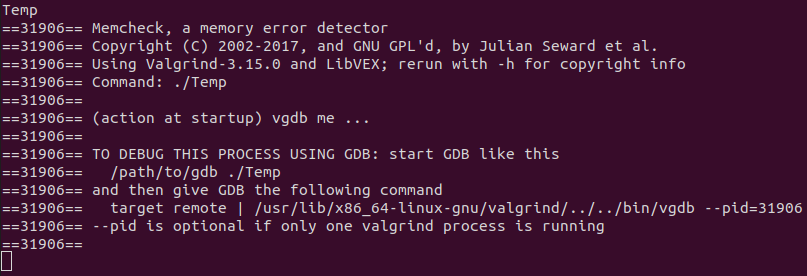 Temp
==31906== Memcheck, a memory error detector
==31906== Copyright (C) 2002-2017, and GNU GPL'd, by Julian Seward et al.
==31906== Using Valgrind-3.15.0 and LibVEX; rerun with -h for copyright info
==31906== Command: ./Temp
==31906==
==31906== (action at startup) vgdb me ...
==31906==
==31906== TO DEBUG THIS PROCESS USING GDB: start GDB like this
==31906==   /path/to/gdb ./Temp
==31906== and then give GDB the following command
==31906==   target remote | /usr/lib/x86_64-linux-gnu/valgrind/../../bin/vgdb --pid=31906
==31906== --pid is optional if only one valgrind process is running
==31906==